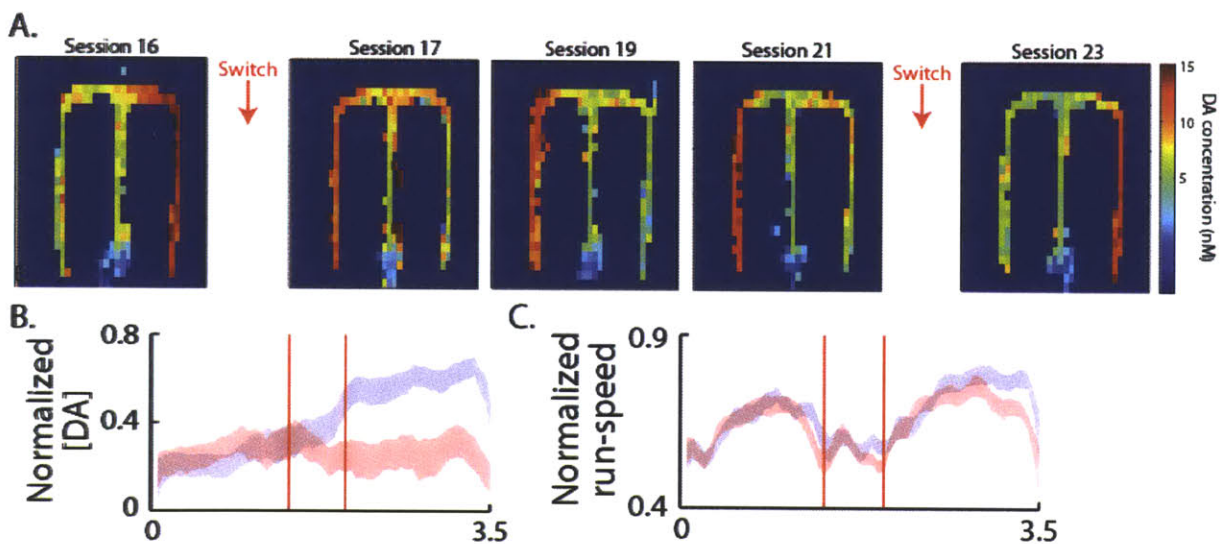 A.
Session 16
Switch
Session 17
Session 19
Session 21
Switch
Session 23
15
10
5
DA concentration (nM)
B.
0.8
0.4
0
Normalized
[DA]
0
3.5
C.
0.9
0.4
Normalized
run-speed
0
3.5